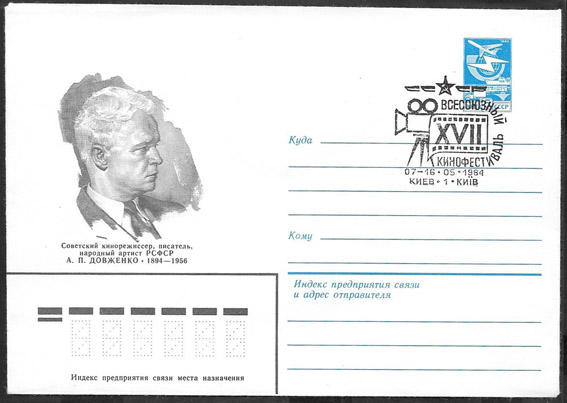 Советский кинорежиссер, писатель,
народный артист РСФСР
А. П. ДОВЖЕНКО • 1894—1956
ВСЕСОЮЗНЫЙ
XVII
КИНОФЕСТИВАЛЬ
07-16·05·1984
КИЕВ · 1 · КИЇВ
Куда
Кому
Индекс предприятия связи
и адрес отправителя
Индекс предприятия связи места назначения